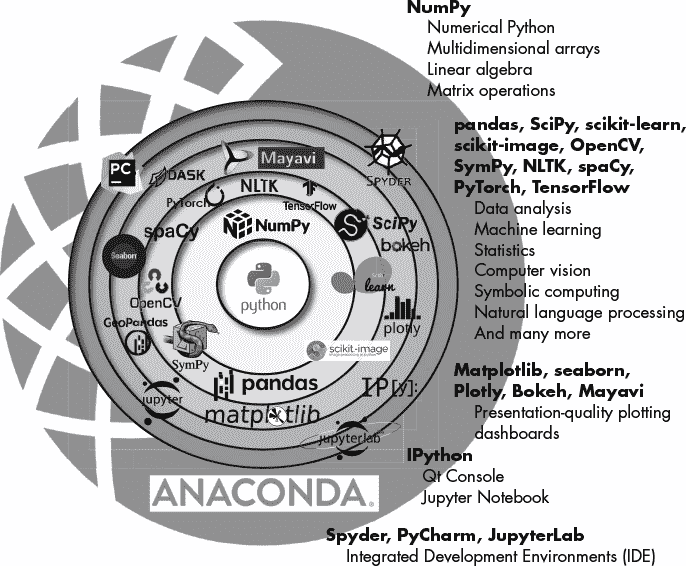 NumPy
Numerical Python
Multidimensional arrays
Linear algebra
Matrix operations
pandas, SciPy, scikit-learn,
scikit-image, OpenCV,
SymPy, NLTK, spaCy,
PyTorch, TensorFlow
Data analysis
Machine learning
Statistics
Computer vision
Symbolic computing
Natural language processing
And many more
Matplotlib, seaborn,
Plotly, Bokeh, Mayavi
Presentation-quality plotting
dashboards
IPython
Qt Console
Jupyter Notebook
Spyder, PyCharm, JupyterLab
Integrated Development Environments (IDE)
PC
DASK
Mayavi
SPYDER
PyTorch
NLTK
TensorFlow
spaCy
NumPy
SciPy
bokeh
Seaborn
python
learn
OpenCV
GeoPandas
plotly
SymPy
scikit-image
jupyter
pandas
IP[y]:
matplotlib
jupyterlab
ANACONDA.